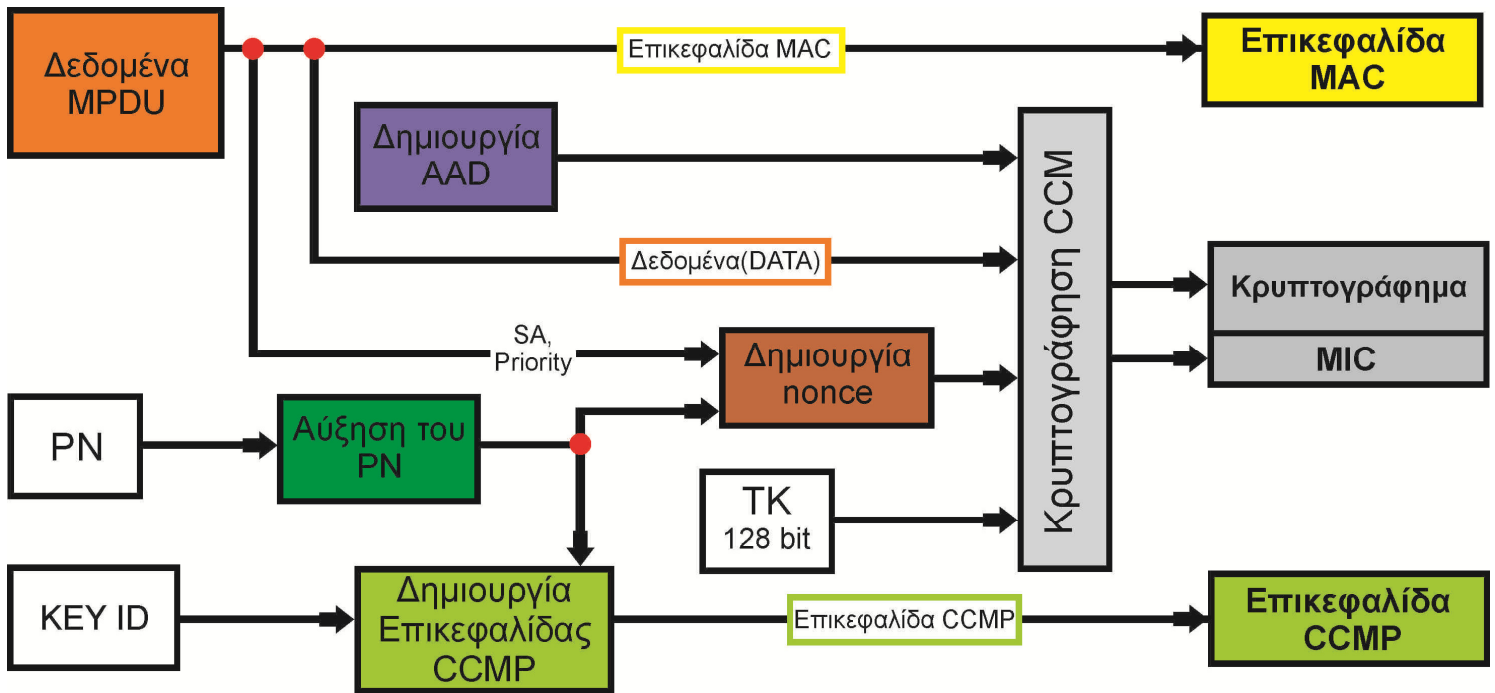 Δεδομένα
MPDU
Επικεφαλίδα MAC
Επικεφαλίδα
MAC
Δημιουργία
AAD
Κρυπτογράφηση CCM
Δεδομένα(DATA)
Κρυπτογράφημα
MIC
SA,
Priority
Δημιουργία
nonce
PN
Αύξηση του
PN
TK
128 bit
KEY ID
Δημιουργία
Επικεφαλίδας
CCMP
Επικεφαλίδα CCMP
Επικεφαλίδα
CCMP